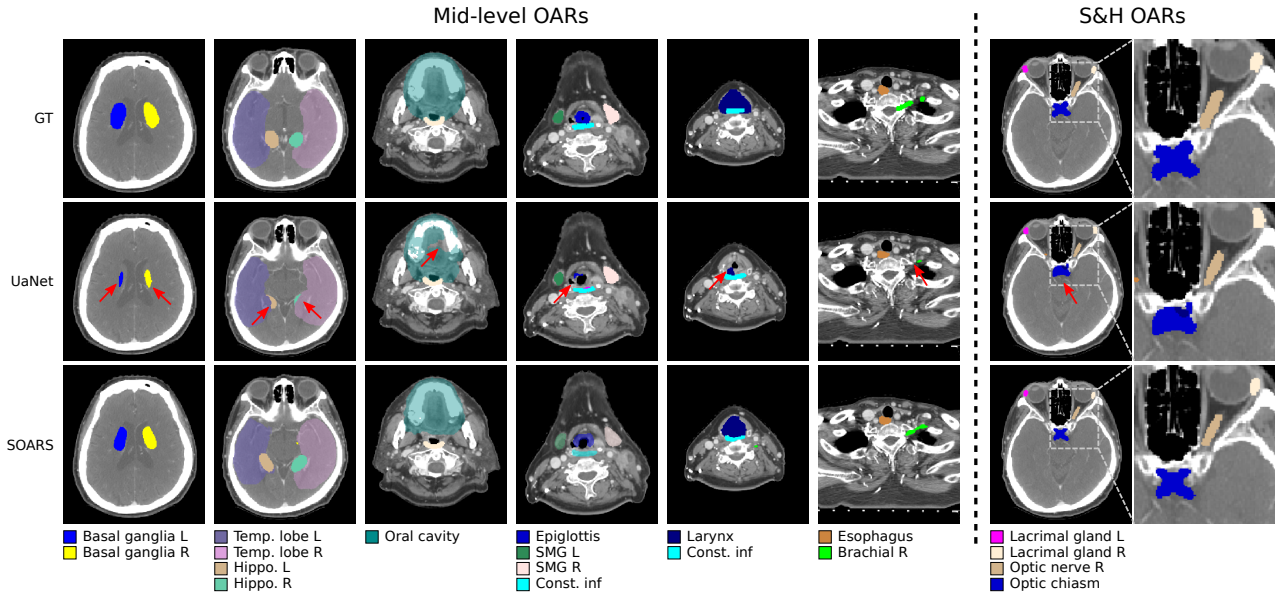 Mid-level OARs
S&H OARs
GT
UaNet
SOARS
Basal ganglia L
Basal ganglia R
Temp. lobe L
Temp. lobe R
Hippo. L
Hippo. R
Oral cavity
Epiglottis
SMG L
SMG R
Const. inf
Larynx
Const. inf
Esophagus
Brachial R
Lacrimal gland L
Lacrimal gland R
Optic nerve R
Optic chiasm